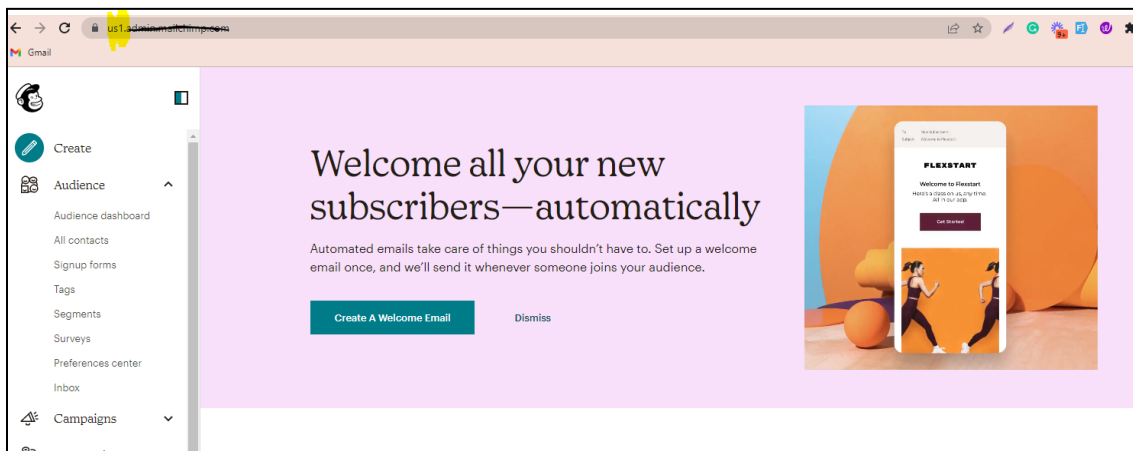 us1.admin.mailchimp.com
9+
Gmail
Create
Audience
Audience dashboard
All contacts
Signup forms
Tags
Segments
Surveys
Preferences center
Inbox
Campaigns
Welcome all your new
subscribers—automatically
Automated emails take care of things you shouldn't have to. Set up a welcome
email once, and we'll send it whenever someone joins your audience.
Create A Welcome Email
Dismiss
FLEXSTART
Welcome to Flexstart
Here's a class on us, any time.
All in our app.
Get Started